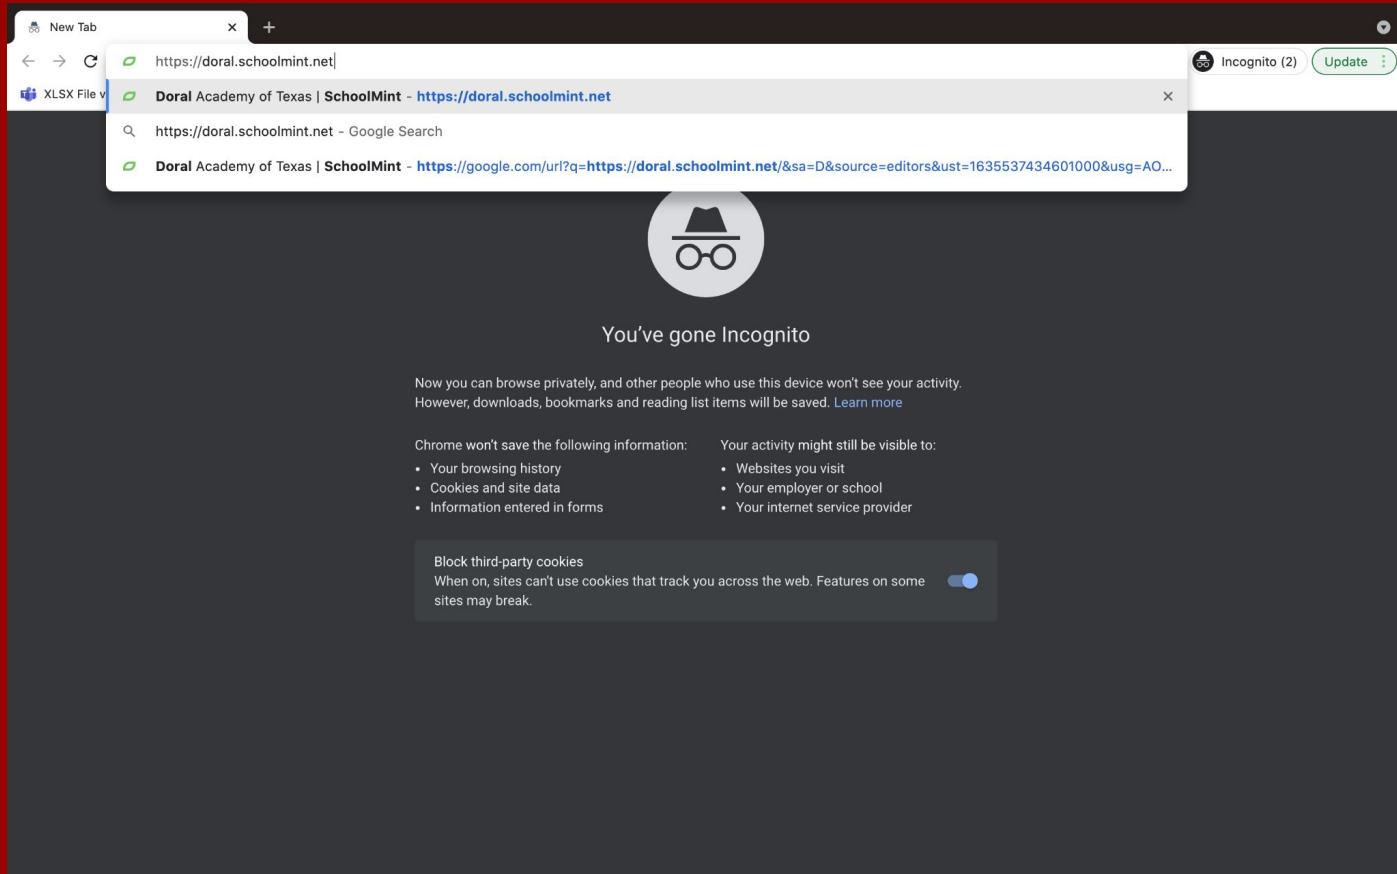 New Tab
https://doral.schoolmint.net
Incognito (2)
Update
XLSX File v
Doral Academy of Texas | SchoolMint - https://doral.schoolmint.net
https://doral.schoolmint.net - Google Search
Doral Academy of Texas | SchoolMint - https://google.com/url?q=https://doral.schoolmint.net/&sa=D&source=editors&ust=1635537434601000&usg=AO...
You've gone Incognito
Now you can browse privately, and other people who use this device won't see your activity.
However, downloads, bookmarks and reading list items will be saved. Learn more
Chrome won't save the following information:
• Your browsing history
• Cookies and site data
• Information entered in forms
Your activity might still be visible to:
• Websites you visit
• Your employer or school
• Your internet service provider
Block third-party cookies
When on, sites can't use cookies that track you across the web. Features on some
sites may break.